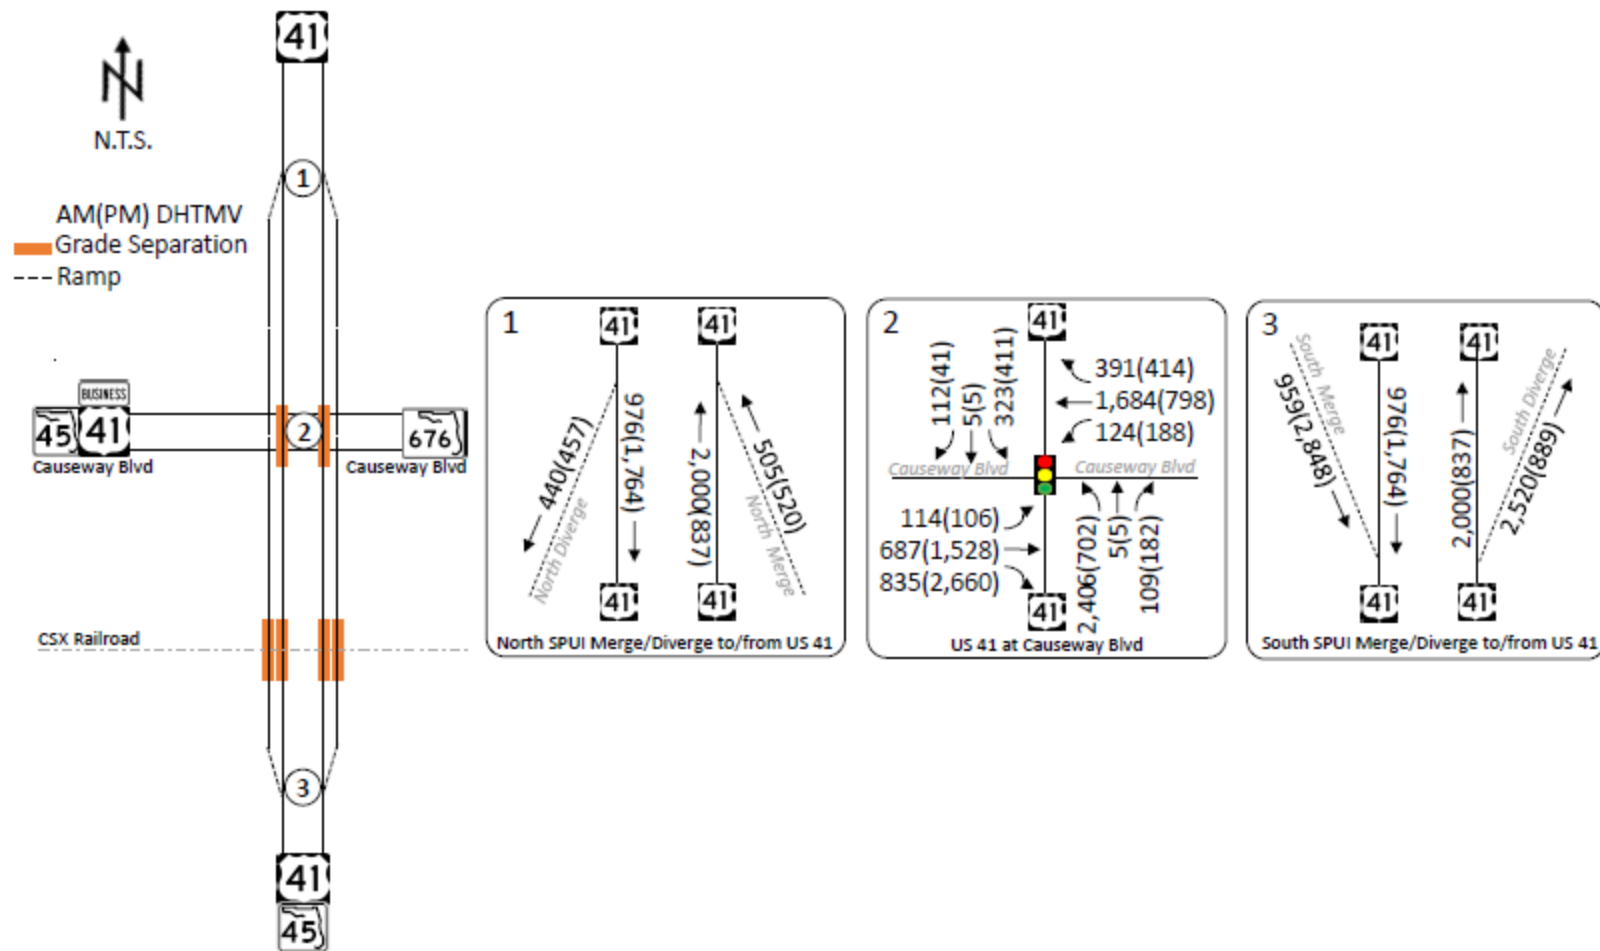 41
N.T.S.
1
AM(PM) DHTMV
Grade Separation
Ramp
BUSINESS
45 41
2
676
Causeway Blvd
Causeway Blvd
CSX Railroad
3
41
45
1
41
41
440(457)
976(1,764)
2,000(837)
505(520)
North Diverge
North Merge
41
41
North SPUI Merge/Diverge to/from US 41
2
41
112(41)
5(5)
323(411)
391(414)
1,684(798)
124(188)
Causeway Blvd
Causeway Blvd
114(106)
687(1,528)
835(2,660)
2,406(702)
5(5)
109(182)
41
US 41 at Causeway Blvd
3
South Merge
41
41
South Diverge
959(2,848)
976(1,764)
2,000(837)
2,520(889)
41
41
South SPUI Merge/Diverge to/from US 41